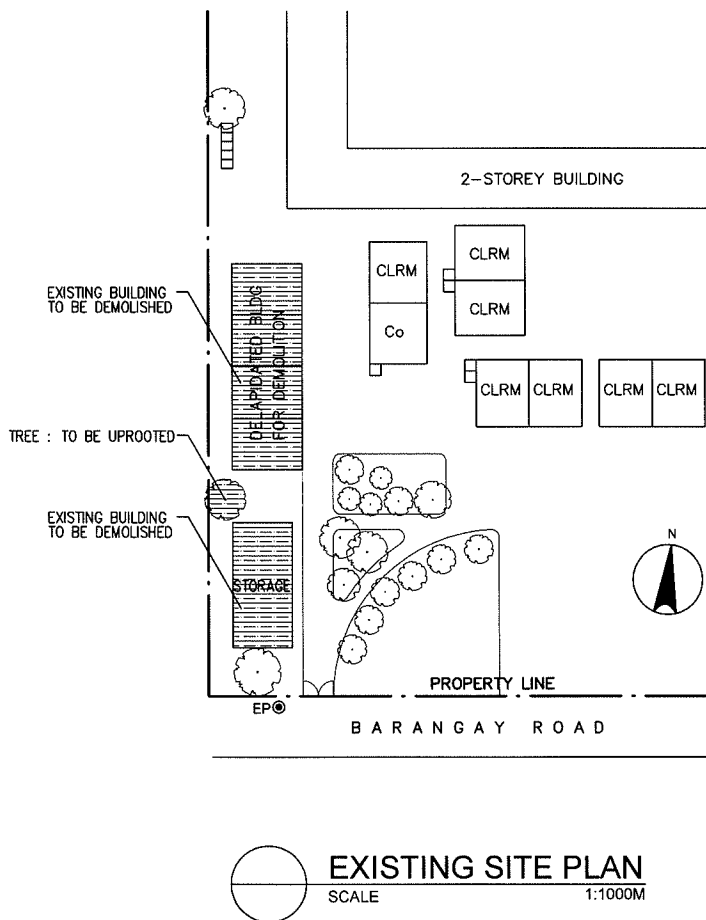 2-STOREY BUILDING
CLRM
CLRM
CLRM
Co
EXISTING BUILDING
TO BE DEMOLISHED
DELAPIDATED BLDG
FOR DEMOLITION
CLRM
CLRM
CLRM
CLRM
TREE : TO BE UPROOTED
EXISTING BUILDING
TO BE DEMOLISHED
STORAGE
N
PROPERTY LINE
EP
BARANGAY ROAD
EXISTING SITE PLAN
SCALE 1:1000M